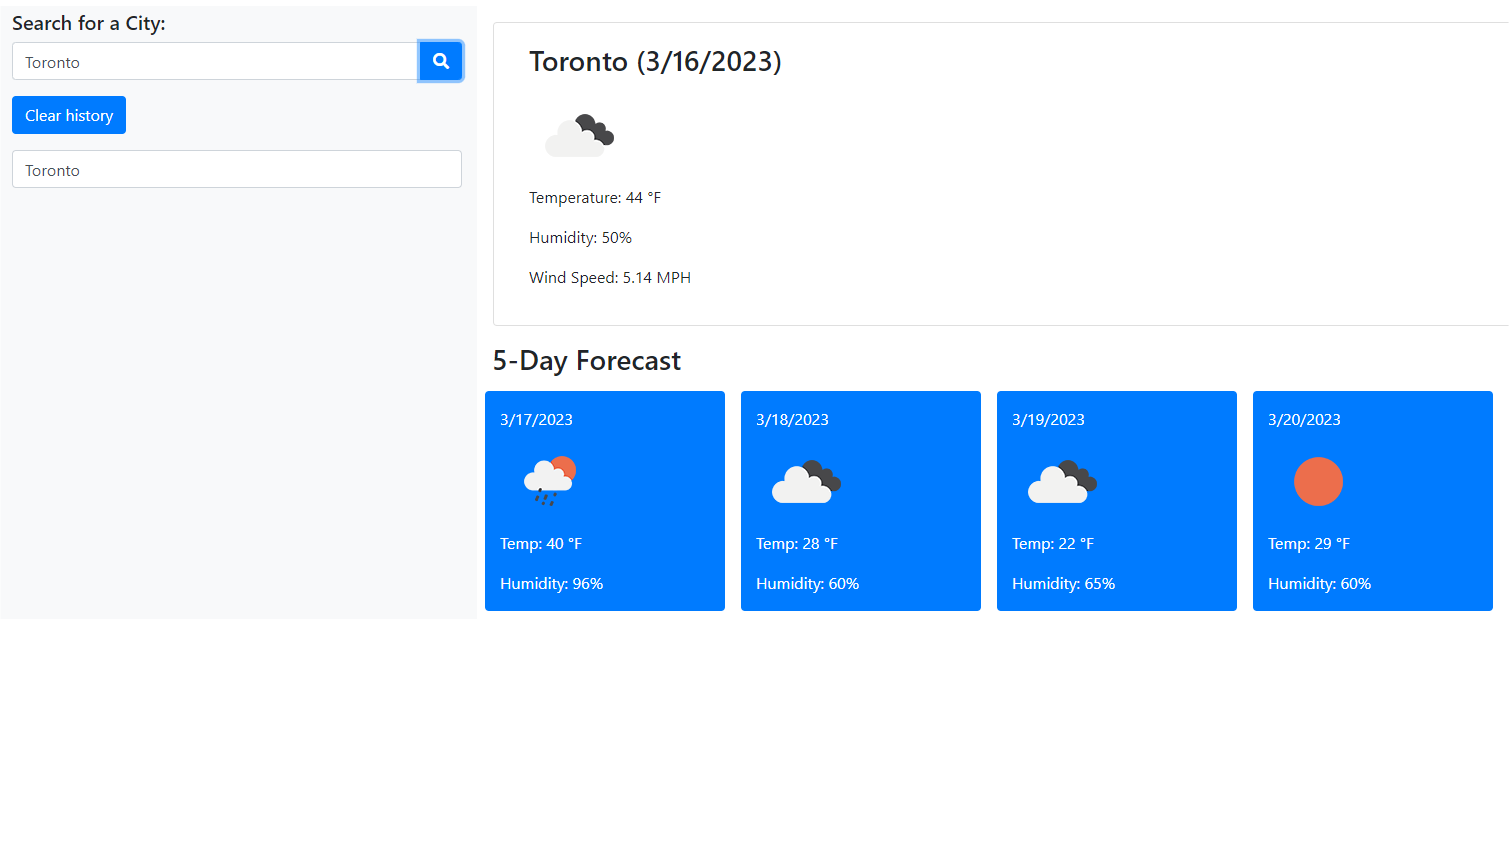 Search for a City:
Toronto
Clear history
Toronto
Toronto (3/16/2023)
Temperature: 44 °F
Humidity: 50%
Wind Speed: 5.14 MPH
5-Day Forecast
3/17/2023
Temp: 40 °F
Humidity: 96%
3/18/2023
Temp: 28 °F
Humidity: 60%
3/19/2023
Temp: 22 °F
Humidity: 65%
3/20/2023
Temp: 29 °F
Humidity: 60%